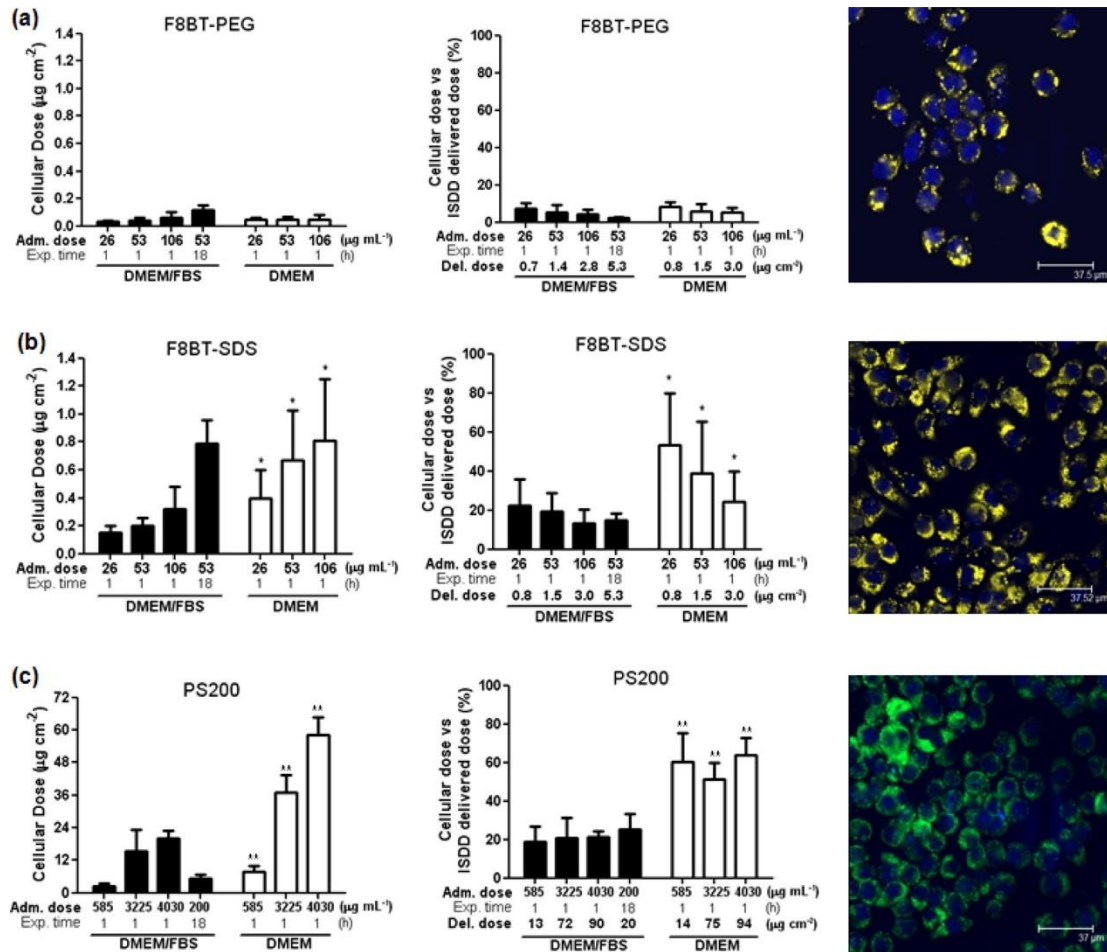 (a)
F8BT-PEG
Cellular Dose (µg cm⁻²)
1.4
1.2
1.0
0.8
0.6
0.4
0.2
0.0
Adm. dose 26 53 106 53 26 53 106 (µg mL⁻¹)
Exp. time 1 1 1 18 1 1 1 (h)
DMEM/FBS DMEM
F8BT-PEG
Cellular dose vs
ISDD delivered dose (%)
100
80
60
40
20
0
Adm. dose 26 53 106 53 26 53 106 (µg mL⁻¹)
Exp. time 1 1 1 18 1 1 1 (h)
Del. dose 0.7 1.4 2.8 5.3 0.8 1.5 3.0 (µg cm⁻²)
DMEM/FBS DMEM
37.5 µm
(b)
F8BT-SDS
Cellular Dose (µg cm⁻²)
1.4
1.2
1.0
0.8
0.6
0.4
0.2
0.0
* * *
Adm. dose 26 53 106 53 26 53 106 (µg mL⁻¹)
Exp. time 1 1 1 18 1 1 1 (h)
DMEM/FBS DMEM
F8BT-SDS
Cellular dose vs
ISDD delivered dose (%)
100
80
60
40
20
0
* * *
Adm. dose 26 53 106 53 26 53 106 (µg mL⁻¹)
Exp. time 1 1 1 18 1 1 1 (h)
Del. dose 0.8 1.5 3.0 5.3 0.8 1.5 3.0 (µg cm⁻²)
DMEM/FBS DMEM
37.52 µm
(c)
PS200
Cellular Dose (µg cm⁻²)
72
60
48
36
24
12
0
** ** **
Adm. dose 585 3225 4030 200 585 3225 4030 (µg mL⁻¹)
Exp. time 1 1 1 18 1 1 1 (h)
DMEM/FBS DMEM
PS200
Cellular dose vs
ISDD delivered dose (%)
100
80
60
40
20
0
** ** **
Adm. dose 585 3225 4030 200 585 3225 4030 (µg mL⁻¹)
Exp. time 1 1 1 18 1 1 1 (h)
Del. dose 13 72 90 20 14 75 94 (µg cm⁻²)
DMEM/FBS DMEM
37 µm